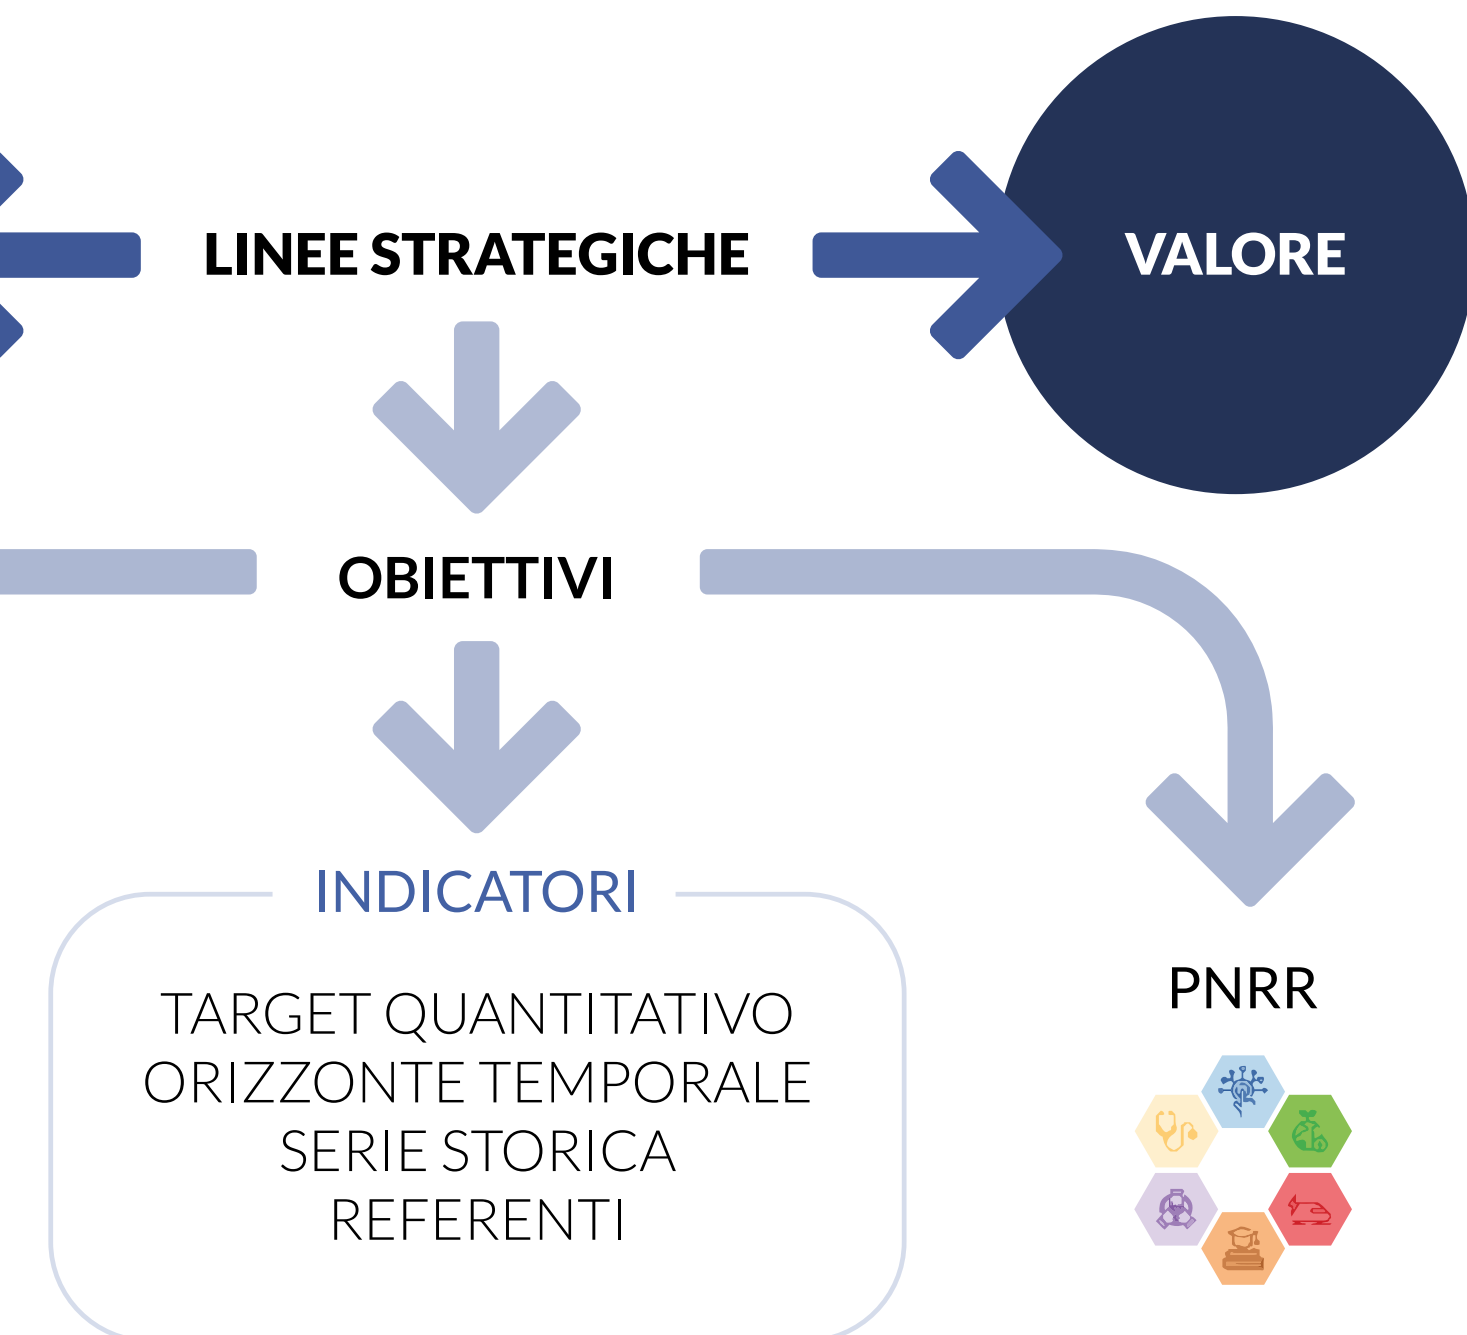 LINEE STRATEGICHE
VALORE
OBIETTIVI
INDICATORI
TARGET QUANTITATIVO
ORIZZONTE TEMPORALE
SERIE STORICA
REFERENTI
PNRR